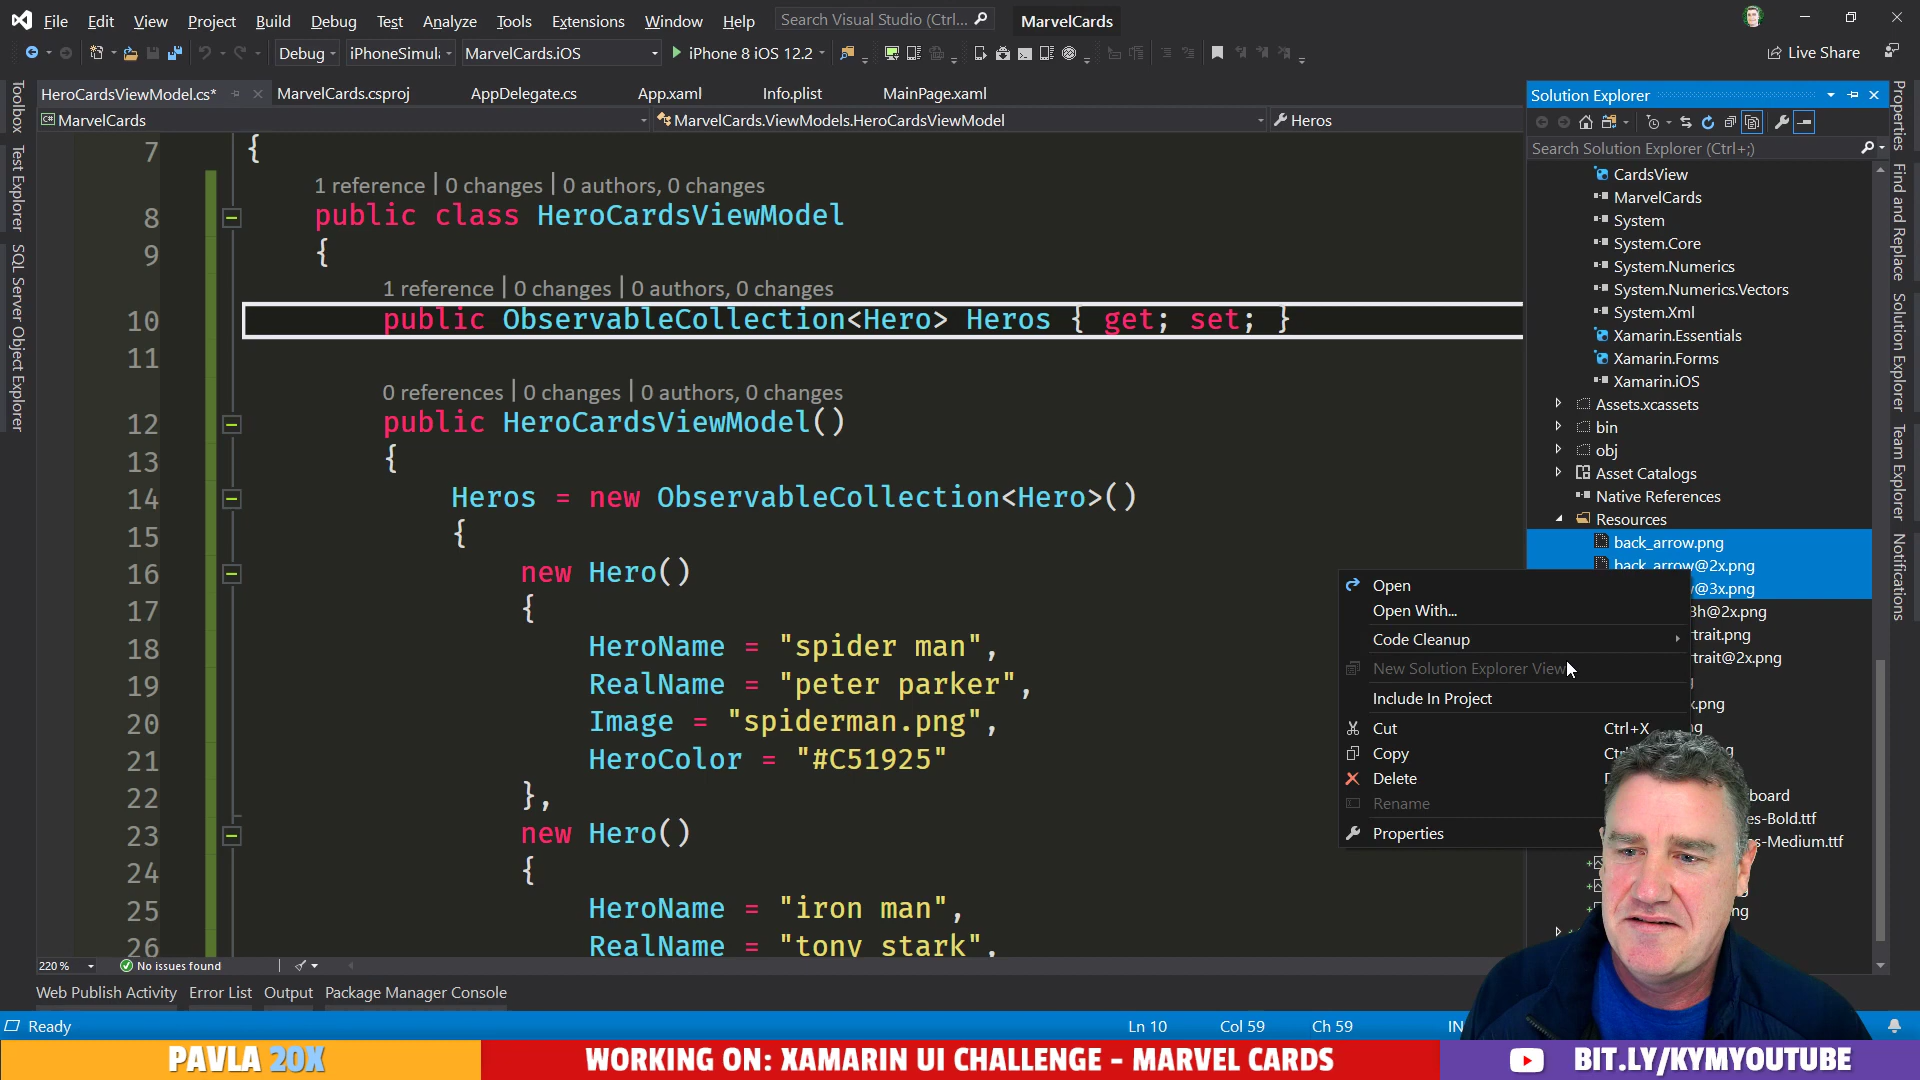 File Edit View Project Build Debug Test Analyze Tools Extensions Window Help Search Visual Studio (Ctrl... MarvelCards
Debug iPhoneSimul MarvelCards.iOS iPhone 8 iOS 12.2 Live Share
HeroCardsViewModel.cs* MarvelCards.csproj AppDelegate.cs App.xaml Info.plist MainPage.xaml
MarvelCards MarvelCards.ViewModels.HeroCardsViewModel Heros
Toolbox
Test Explorer
SQL Server Object Explorer
7 {
1 reference | 0 changes | 0 authors, 0 changes
8 public class HeroCardsViewModel
9 {
1 reference | 0 changes | 0 authors, 0 changes
10 public ObservableCollection<Hero> Heros { get; set; }
11
0 references | 0 changes | 0 authors, 0 changes
12 public HeroCardsViewModel()
13 {
14 Heros = new ObservableCollection<Hero>()
15 {
16 new Hero()
17 {
18 HeroName = "spider man",
19 RealName = "peter parker",
20 Image = "spiderman.png",
21 HeroColor = "#C51925"
22 },
23 new Hero()
24 {
25 HeroName = "iron man",
26 RealName = "tony stark",
220 % No issues found
Web Publish Activity Error List Output Package Manager Console
Ready Ln 10 Col 59 Ch 59 IN
Solution Explorer
Search Solution Explorer (Ctrl+;)
CardsView
MarvelCards
System
System.Core
System.Numerics
System.Numerics.Vectors
System.Xml
Xamarin.Essentials
Xamarin.Forms
Xamarin.iOS
Assets.xcassets
bin
obj
Asset Catalogs
Native References
Resources
back_arrow.png
back_arrow@2x.png
@3x.png
h@2x.png
trait.png
trait@2x.png
.png
board
es-Bold.ttf
es-Medium.ttf
Open
Open With...
Code Cleanup
New Solution Explorer View
Include In Project
Cut Ctrl+X
Copy
Delete
Rename
Properties
Properties
Find and Replace
Solution Explorer
Team Explorer
Notifications
PAVLA 20X
WORKING ON: XAMARIN UI CHALLENGE - MARVEL CARDS
BIT.LY/KYMYOUTUBE